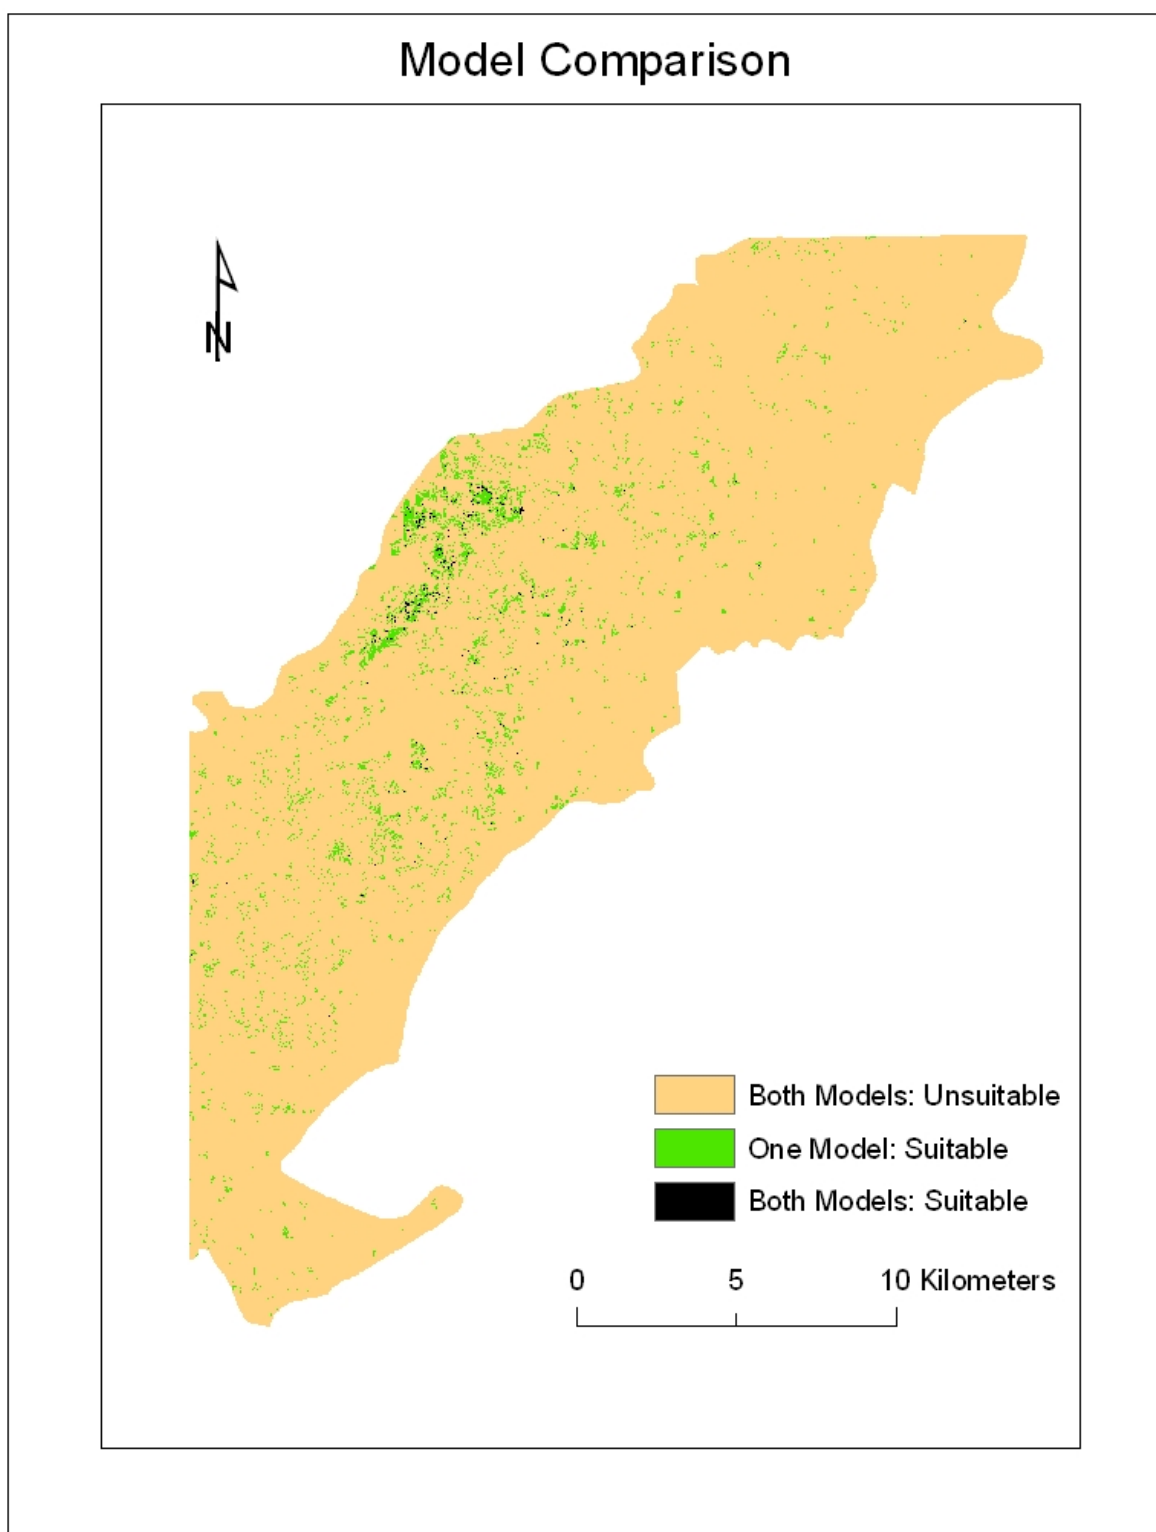 Model Comparison
N
Both Models: Unsuitable
One Model: Suitable
Both Models: Suitable
0 5 10 Kilometers